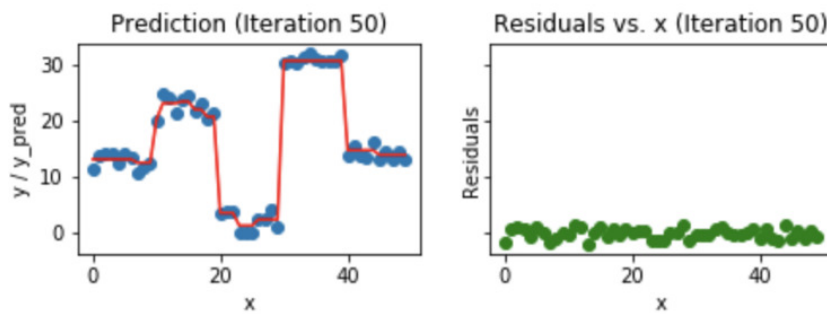 Prediction (Iteration 50)
y / y_pred
30
20
10
0
0 20 40
x
Residuals vs. x (Iteration 50)
Residuals
0 20 40
x